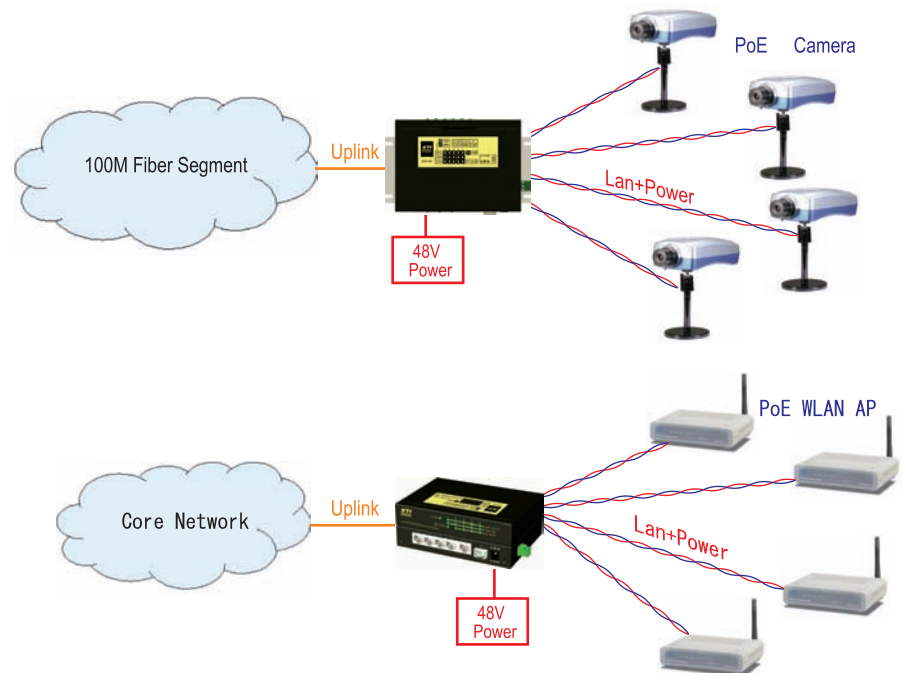 PoE Camera
100M Fiber Segment
Uplink
Lan+Power
48V
Power
PoE WLAN AP
Core Network
Uplink
KTI
Lan+Power
48V
Power